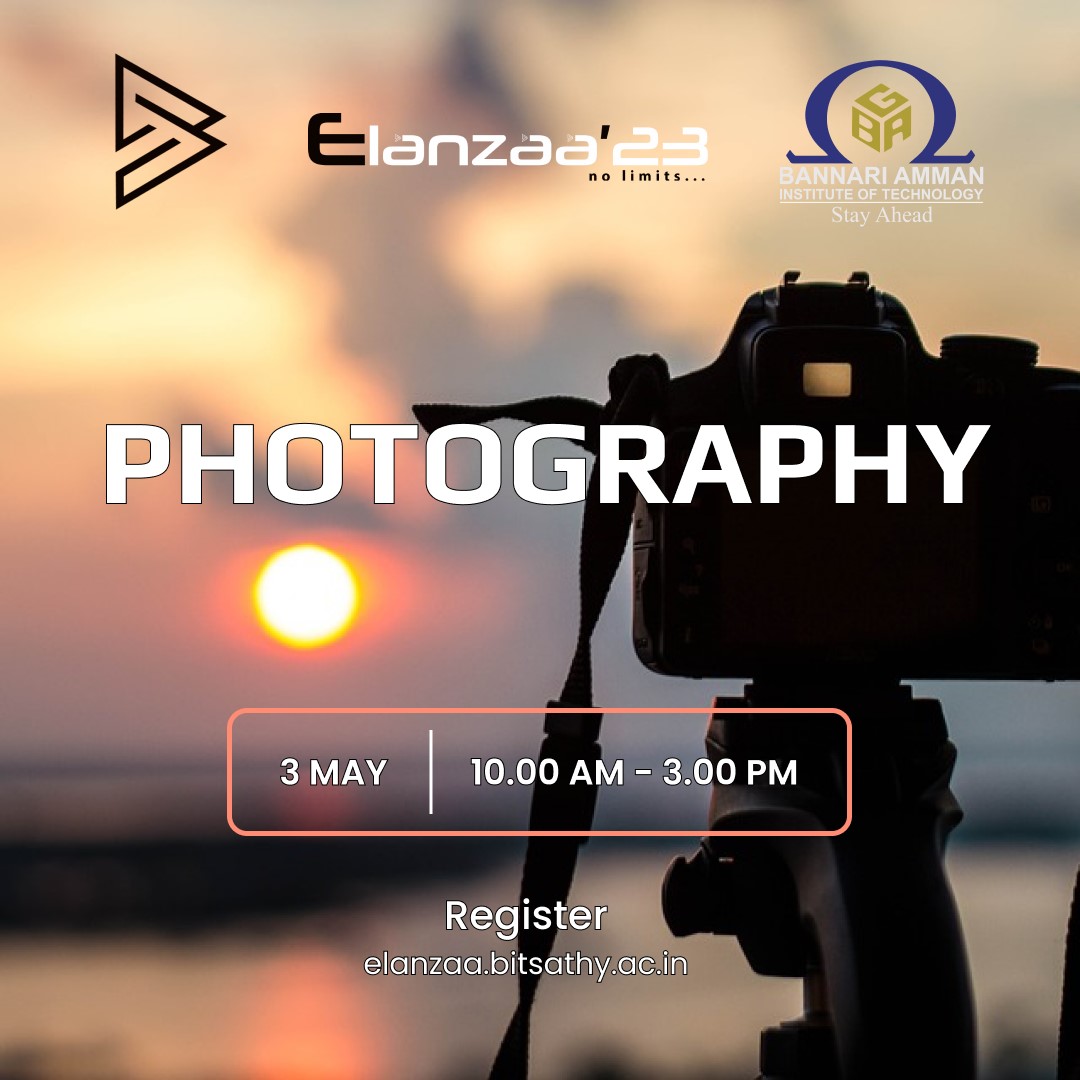 Elanzaa'23
no limits...
GBA
BANNARI AMMAN
INSTITUTE OF TECHNOLOGY
Stay Ahead
PHOTOGRAPHY
3 MAY
10.00 AM - 3.00 PM
Register
elanzaa.bitsathy.ac.in